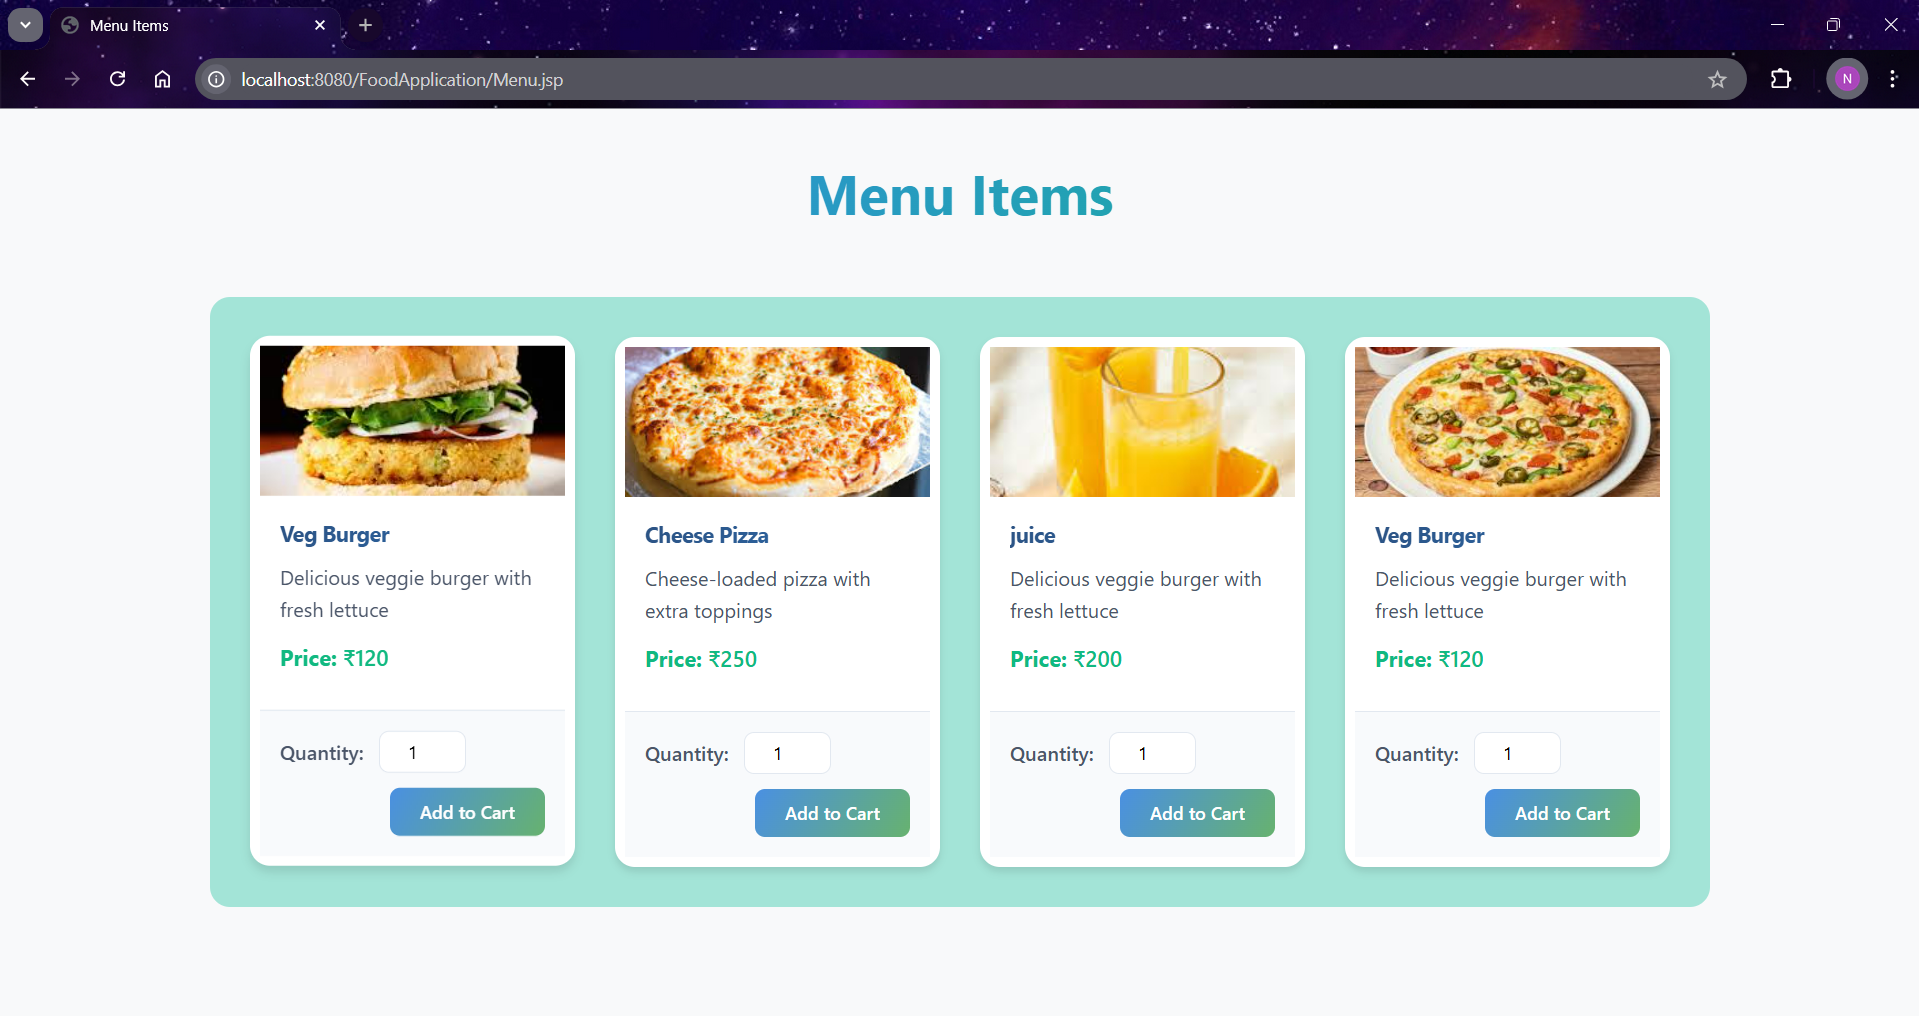 Menu Items
localhost:8080/FoodApplication/Menu.jsp
N
Menu Items
Veg Burger
Delicious veggie burger with
fresh lettuce
Price: ₹120
Quantity: 1
Add to Cart
Cheese Pizza
Cheese-loaded pizza with
extra toppings
Price: ₹250
Quantity: 1
Add to Cart
juice
Delicious veggie burger with
fresh lettuce
Price: ₹200
Quantity: 1
Add to Cart
Veg Burger
Delicious veggie burger with
fresh lettuce
Price: ₹120
Quantity: 1
Add to Cart